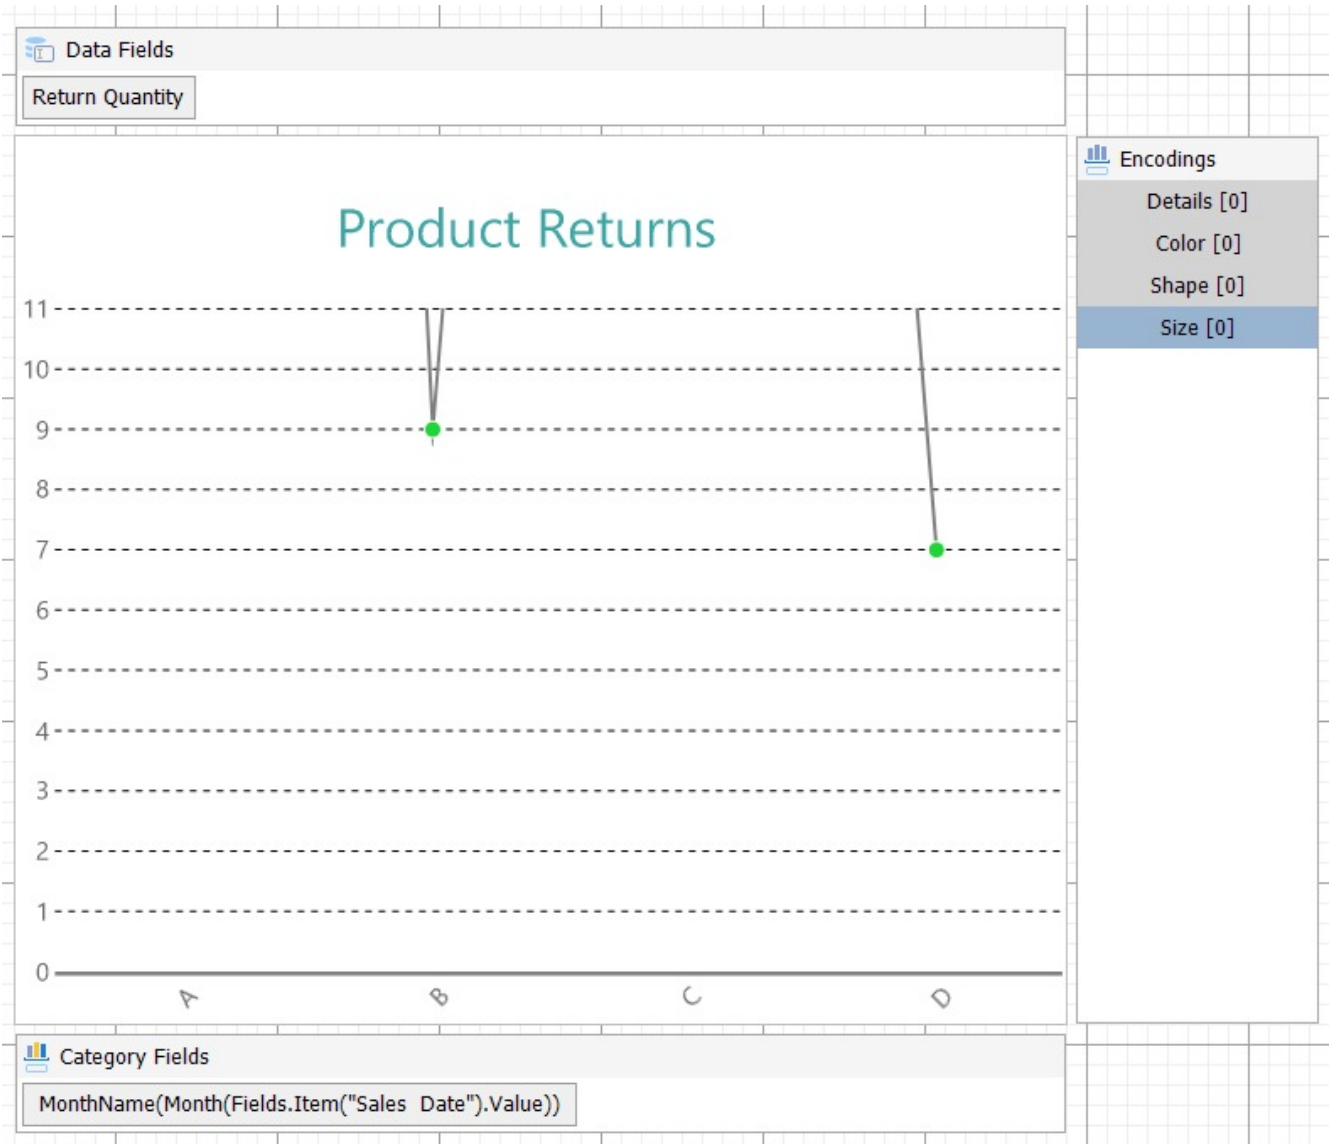 Data Fields
Return Quantity
Encodings
Details [0]
Color [0]
Shape [0]
Size [0]
Product Returns
11
10
9
8
7
6
5
4
3
2
1
0
A B C D
Category Fields
MonthName(Month(Fields.Item("Sales  Date").Value))